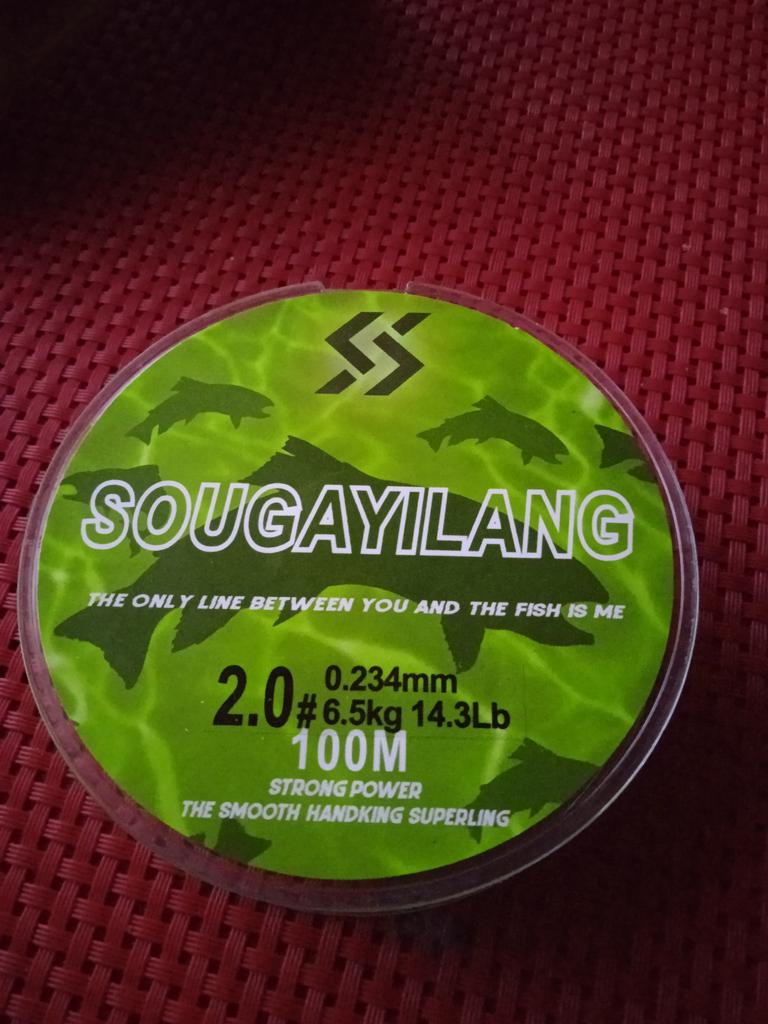 SOUGAYILANG
THE ONLY LINE BETWEEN YOU AND THE FISH IS ME
2.0# 0.234mm
6.5kg 14.3Lb
100M
STRONG POWER
THE SMOOTH HANDKING SUPERLING